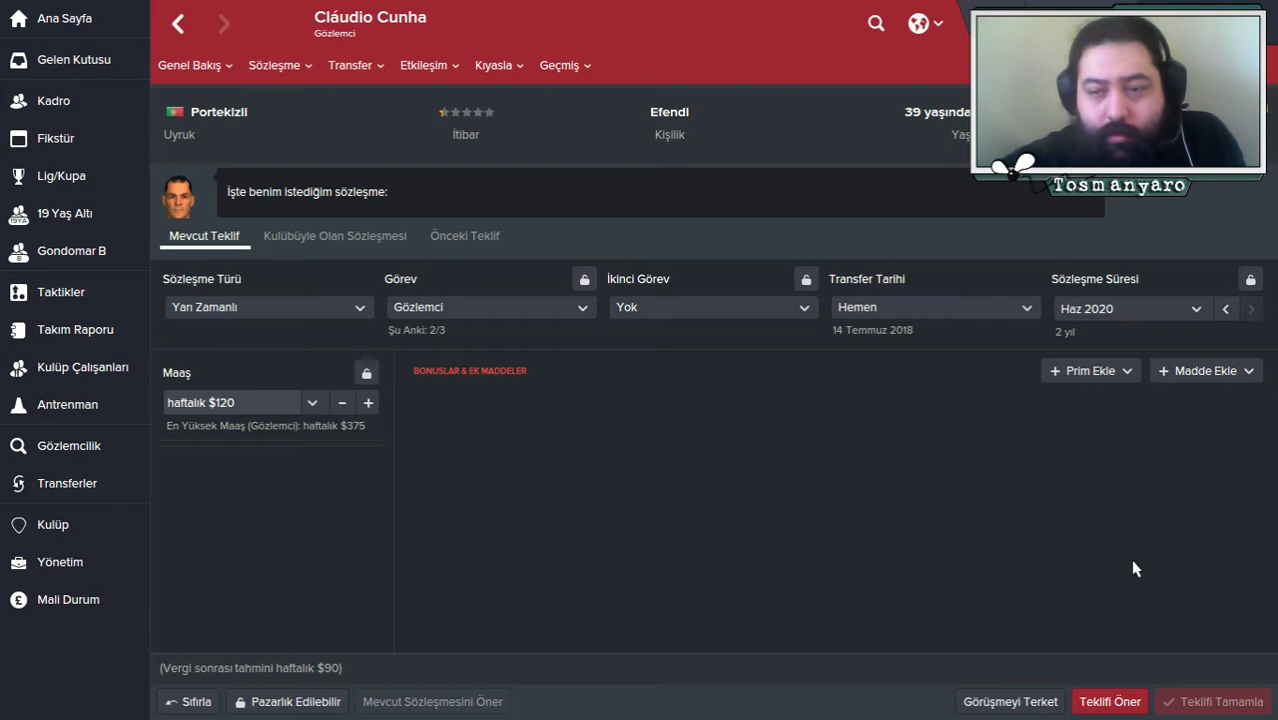 Ana Sayfa
Gelen Kutusu
Kadro
Fikstür
Lig/Kupa
19YA
19 Yaş Altı
B
Gondomar B
Taktikler
Takım Raporu
Kulüp Çalışanları
Antrenman
Gözlemcilik
Transferler
Kulüp
Yönetim
£ Mali Durum
Cláudio Cunha
Gözlemci
Genel Bakış Sözleşme Transfer Etkileşim Kıyasla Geçmiş
Portekizli Efendi 39 yaşında
Uyruk İtibar Kişilik Yaş
Tosmanyaro
İşte benim istediğim sözleşme:
Mevcut Teklif Kulübüyle Olan Sözleşmesi Önceki Teklif
Sözleşme Türü Görev İkinci Görev Transfer Tarihi Sözleşme Süresi
Yarı Zamanlı Gözlemci Yok Hemen Haz 2020
Şu Anki: 2/3 14 Temmuz 2018 2 yıl
Maaş BONUSLAR & EK MADDELER + Prim Ekle + Madde Ekle
haftalık $120 − +
En Yüksek Maaş (Gözlemci): haftalık $375
(Vergi sonrası tahmini haftalık $90)
Sıfırla Pazarlık Edilebilir Mevcut Sözleşmesini Öner Görüşmeyi Terket Teklifi Öner Teklifi Tamamla